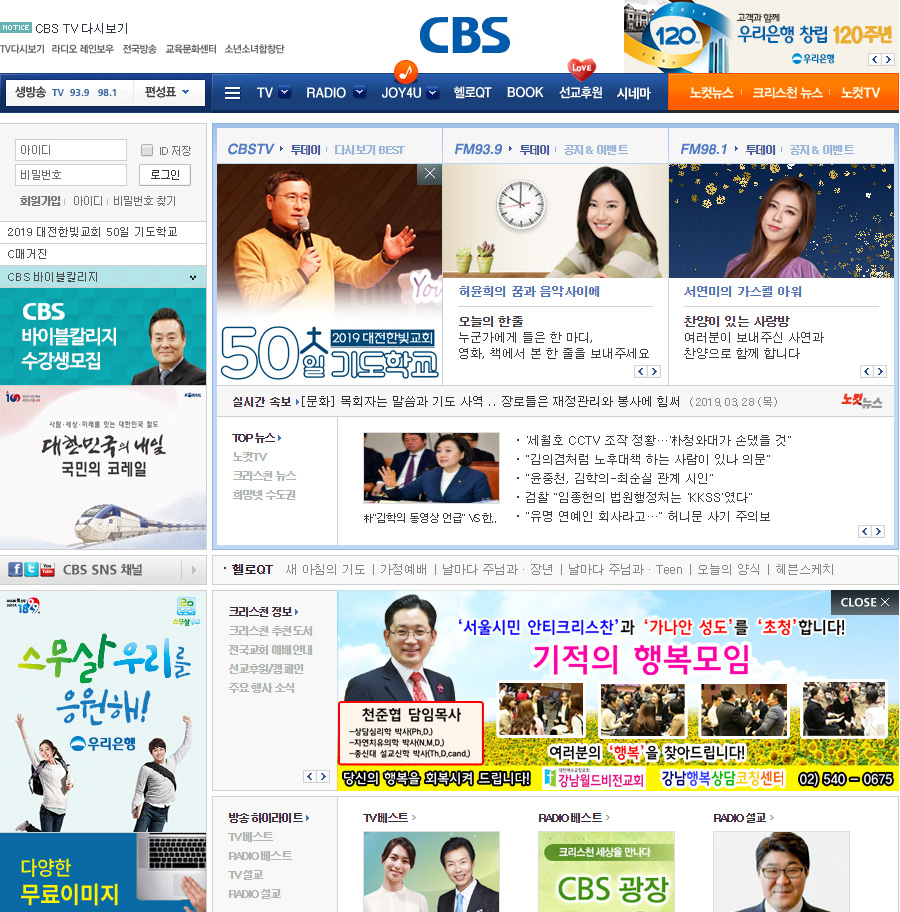 NOTICE CBS TV 다시보기
TV다시보기 라디오 레인보우 전국방송 교육문화센터 소년소녀합창단
CBS
고객과 함께
우리은행 창립 120주년
120
우리은행
생방송 TV 93.9 98.1 편성표
TV RADIO JOY4U 헬로QT BOOK 선교후원 시네마
LOVE
노컷뉴스 크리스천 뉴스 노컷TV
아이디
ID 저장
비밀번호
로그인
회원가입 아이디 비밀번호 찾기
2019 대전한빛교회 50일 기도학교
C매거진
CBS 바이블칼리지
CBS
바이블칼리지
수강생모집
KORAIL
사람·세상·미래를 잇는 대한민국 철도
대한민국의 내일
국민의 코레일
CBS SNS 채널
스무살 우리를
응원해!
우리은행
다양한
무료이미지
CBSTV 투데이 다시보기 BEST
You
2019 대전한빛교회
50일 기도학교
FM93.9 투데이 공지 & 이벤트
허윤희의 꿈과 음악사이에
오늘의 한줄
누군가에게 들은 한 마디,
영화, 책에서 본 한 줄을 보내주세요
FM98.1 투데이 공지 & 이벤트
서연미의 가스펠 아워
찬양이 있는 사랑방
여러분이 보내주신 사연과
찬양으로 함께 합니다
실시간 속보 [문화] 목회자는 말씀과 기도 사역 .. 장로들은 재정관리와 봉사에 힘써 (2019, 03, 28 (목)
노컷뉴스
TOP 뉴스
노컷TV
크리스천 뉴스
희망넷 수도권
朴"김학의 동영상 언급" VS한..
· '세월호 CCTV 조작 정황…'朴청와대가 손댔을 것"
· "김의겸처럼 노후대책 하는 사람이 있나 의문"
· "윤중천, 김학의-최순실 관계 시인"
· 검찰 "임종헌의 법원행정처는 'KKSS'였다"
· "유명 연예인 회사라고…" 허니문 사기 주의보
· 헬로QT 새 아침의 기도 | 가정예배 | 날마다 주님과 · 장년 | 날마다 주님과 · Teen | 오늘의 양식 | 헤븐스케치
크리스천 정보
크리스천 추천도서
전국교회 예배안내
선교후원/캠페인
주요 행사 소식
CLOSE
'서울시민 안티크리스찬'과 '가나안 성도'를 '초청'합니다!
기적의 행복모임
천준협 담임목사
-상담심리학 박사(Ph,D,)
-자연치유의학 박사(N,M,D,)
-총신대 설교신학 박사(Th,D,cand,)
여러분의 '행복'을 찾아드립니다!
당신의 행복을 회복시켜 드립니다! 강남월드비전교회 강남행복상담코칭센터 02) 540 - 0675
방송 하이라이트
TV베스트
RADIO 베스트
TV 설교
RADIO 설교
TV 베스트 >
RADIO 베스트 >
크리스천 세상을 만나다
CBS 광장
RADIO 설교 >